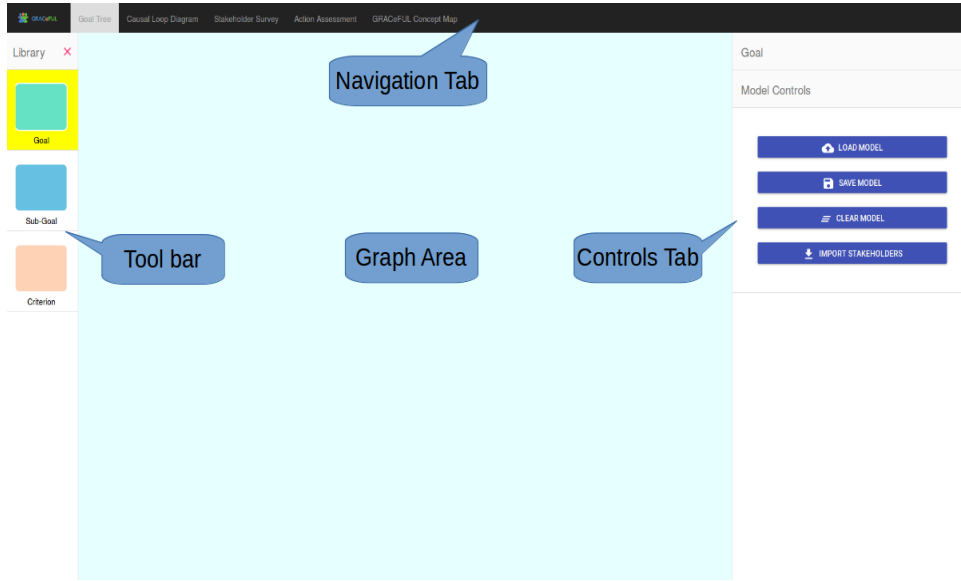 GRACeFUL Goal Tree Causal Loop Diagram Stakeholder Survey Action Assessment GRACeFUL Concept Map
Library ×
Goal
Sub-Goal
Criterion
Navigation Tab
Tool bar
Graph Area
Controls Tab
Goal
Model Controls
LOAD MODEL
SAVE MODEL
CLEAR MODEL
IMPORT STAKEHOLDERS